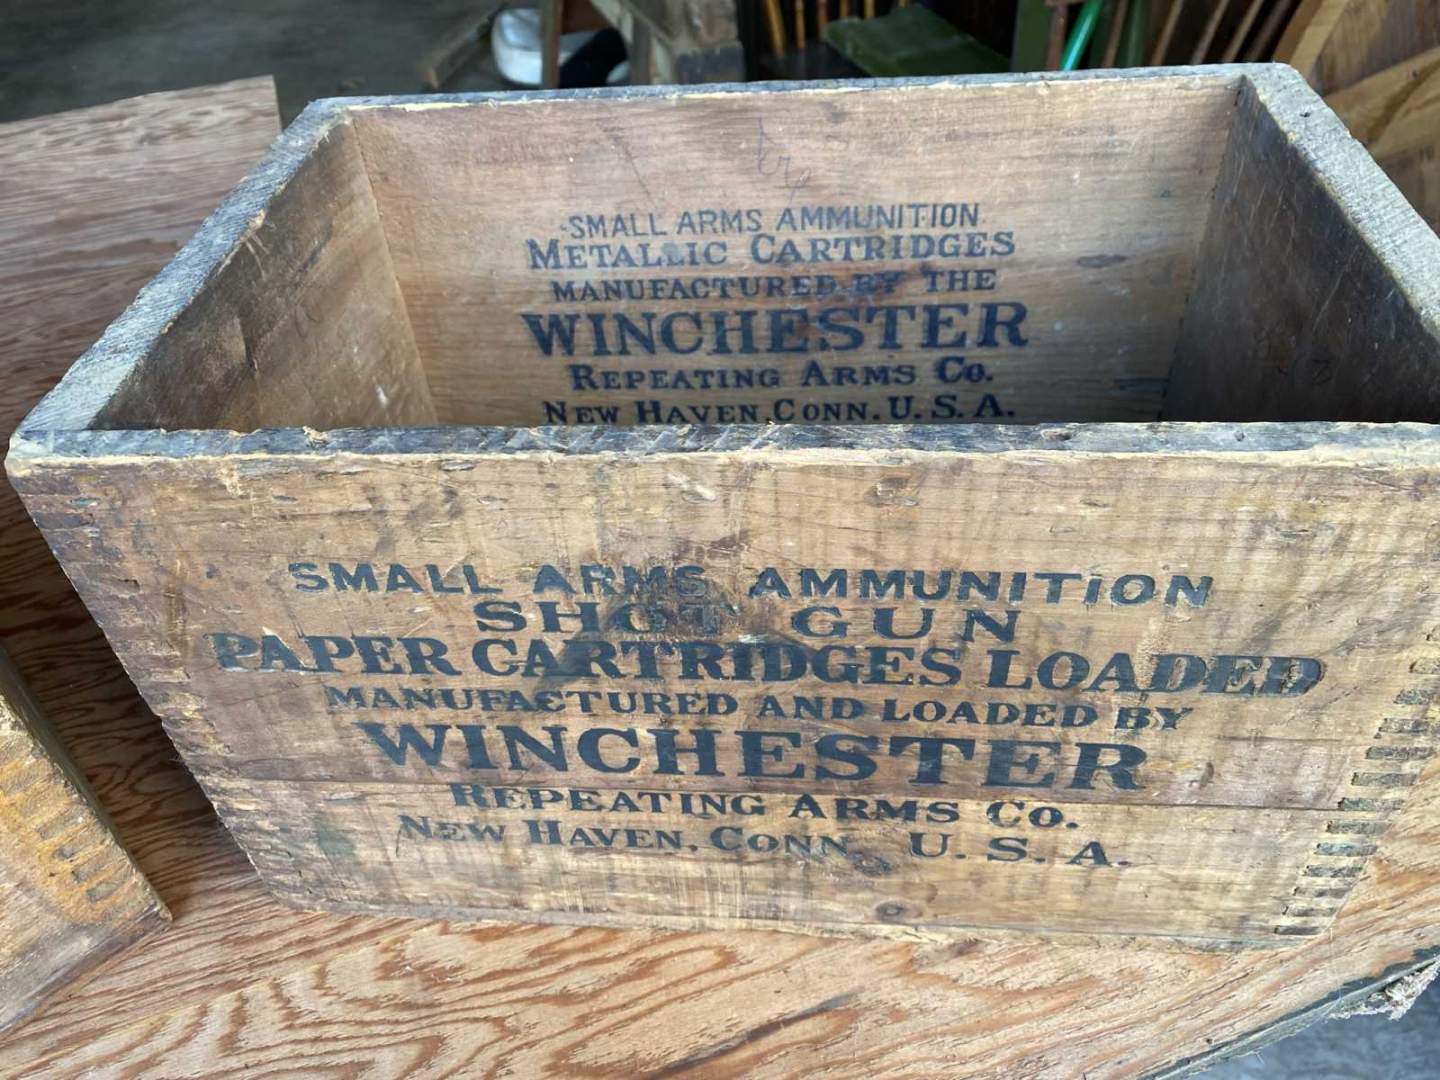 SMALL ARMS AMMUNITION
METALLIC CARTRIDGES
MANUFACTURED BY THE
WINCHESTER
REPEATING ARMS CO.
NEW HAVEN, CONN. U. S. A.
SMALL ARMS AMMUNITION
SHOT GUN
PAPER CARTRIDGES LOADED
MANUFACTURED AND LOADED BY
WINCHESTER
REPEATING ARMS CO.
NEW HAVEN, CONN. U. S. A.